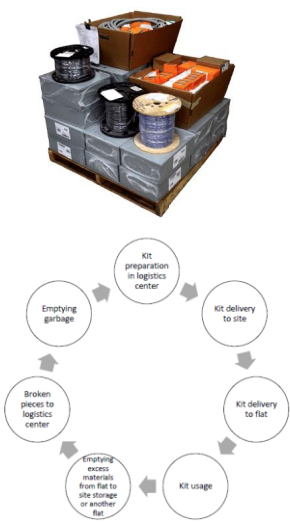 Kit
preparation
in logistics
center
Kit delivery
to site
Kit delivery
to flat
Kit usage
Emptying
excess
materials
from flat to
site storage
or another
flat
Broken
pieces to
logistics
center
Emptying
garbage